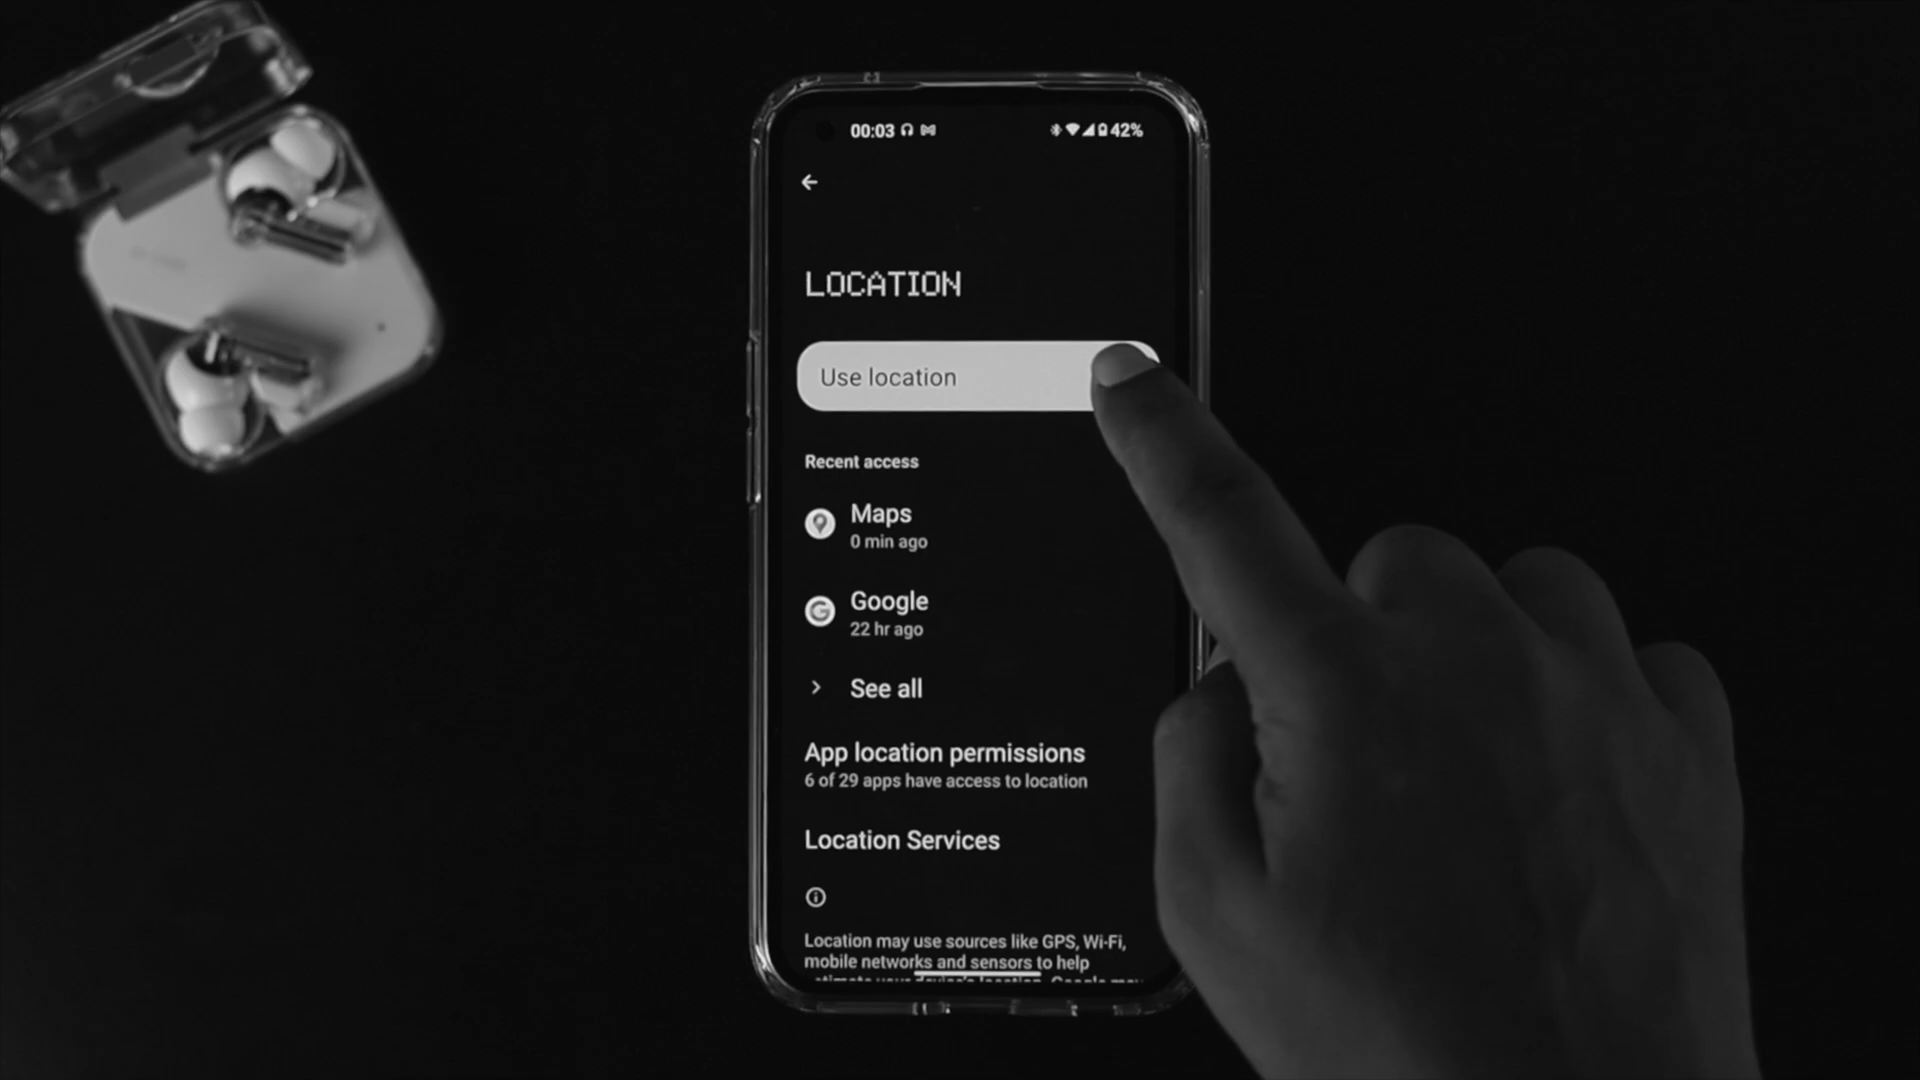 00:03 42%
LOCATION
Use location
Recent access
Maps
0 min ago
Google
22 hr ago
See all
App location permissions
6 of 29 apps have access to location
Location Services
Location may use sources like GPS, Wi-Fi,
mobile networks and sensors to help